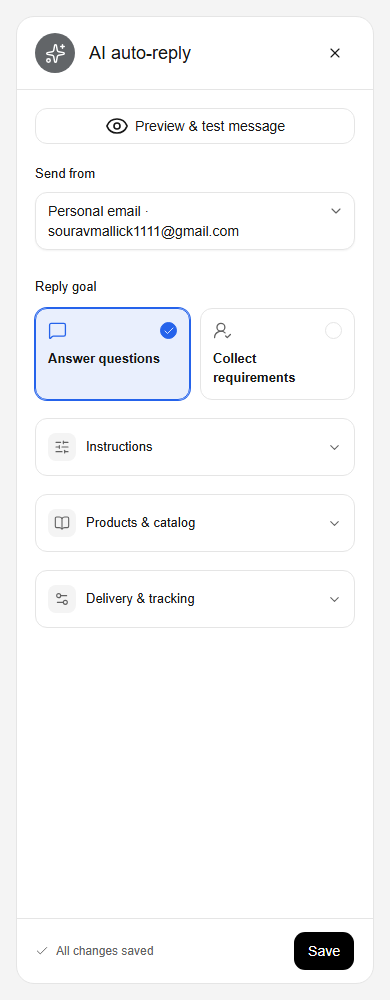 AI auto-reply
Preview & test message
Send from
Personal email ·
souravmallick1111@gmail.com
Reply goal
Answer questions
Collect
requirements
Instructions
Products & catalog
Delivery & tracking
All changes saved
Save